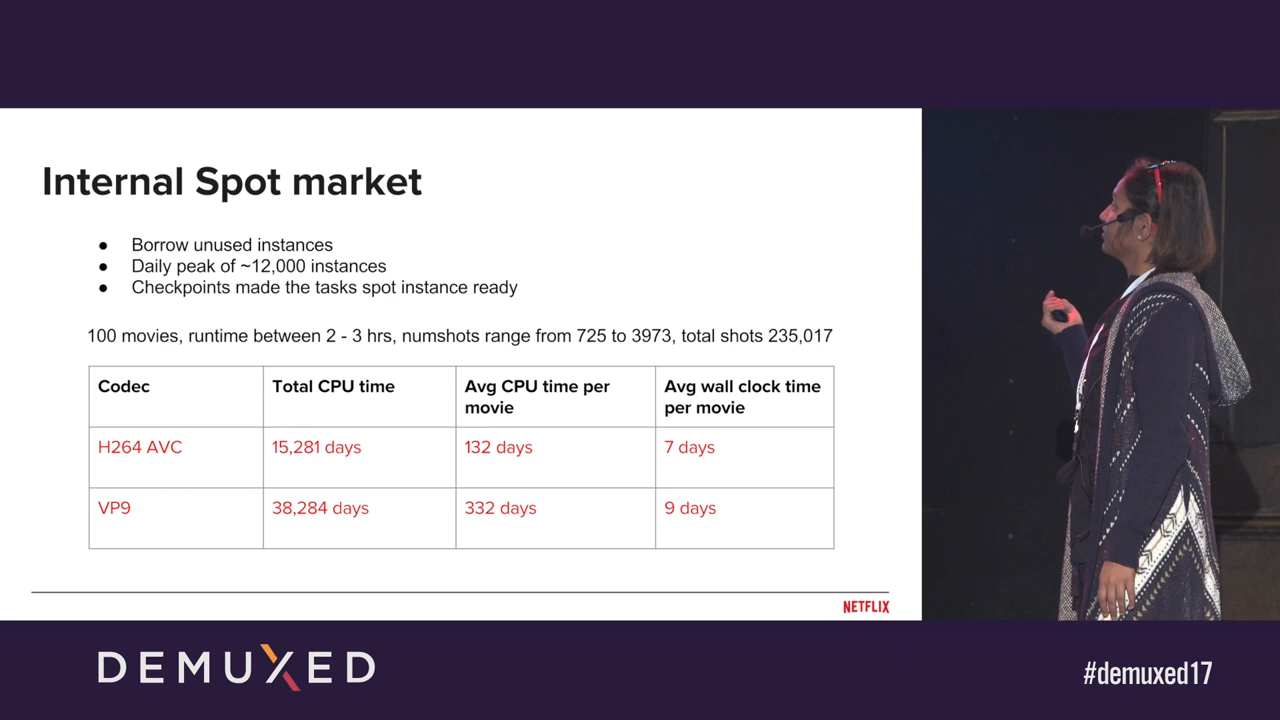 Internal Spot market
● Borrow unused instances
● Daily peak of ~12,000 instances
● Checkpoints made the tasks spot instance ready
100 movies, runtime between 2 - 3 hrs, numshots range from 725 to 3973, total shots 235,017
Codec Total CPU time Avg CPU time per movie Avg wall clock time per movie
H264 AVC 15,281 days 132 days 7 days
VP9 38,284 days 332 days 9 days
NETFLIX
DEMUXED
#demuxed17